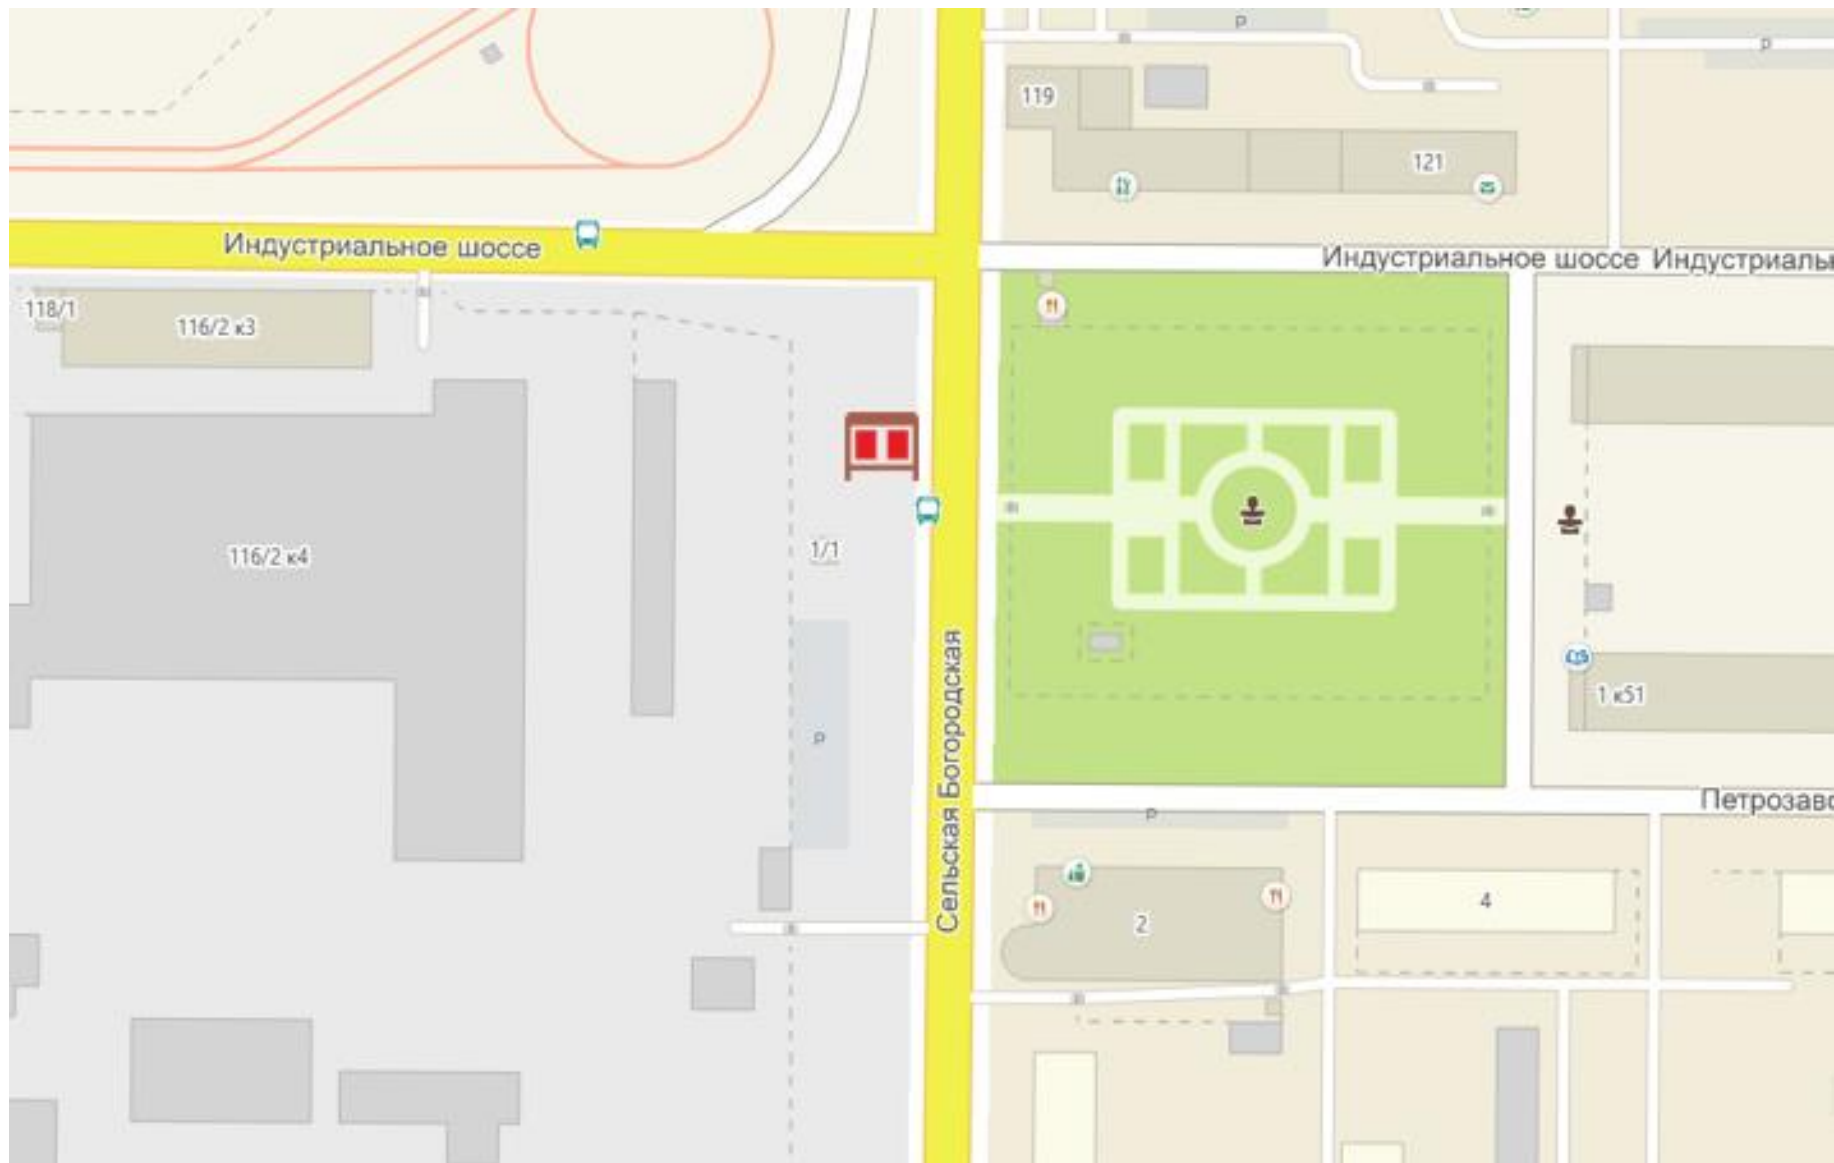 P
P
119
121
Индустриальное шоссе
Индустриальное шоссе
Индустриаль
118/1
116/2 к3
116/2 к4
1/1
Сельская Богородская
1 к51
P
Петрозаво
P
2
4